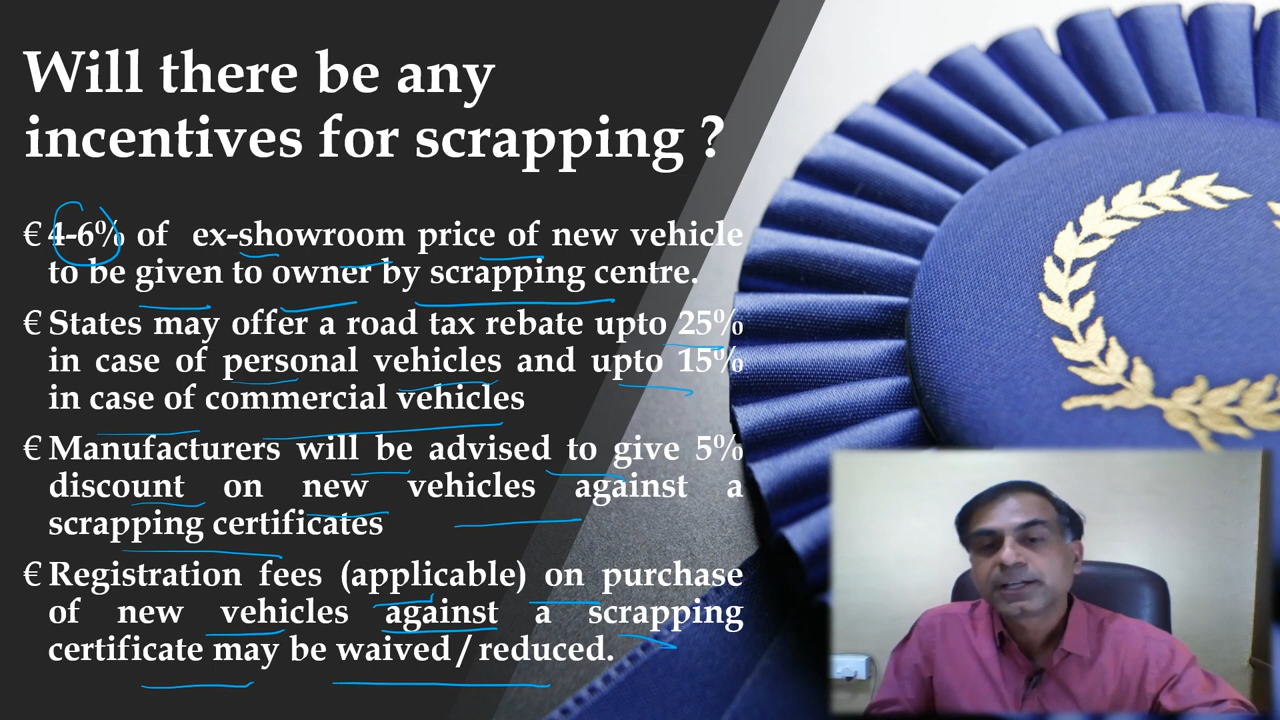 Will there be any
incentives for scrapping ?
€ 4-6% of ex-showroom price of new vehicle
to be given to owner by scrapping centre.
€ States may offer a road tax rebate upto 25%
in case of personal vehicles and upto 15%
in case of commercial vehicles
€ Manufacturers will be advised to give 5%
discount on new vehicles against a
scrapping certificates
€ Registration fees (applicable) on purchase
of new vehicles against a scrapping
certificate may be waived / reduced.